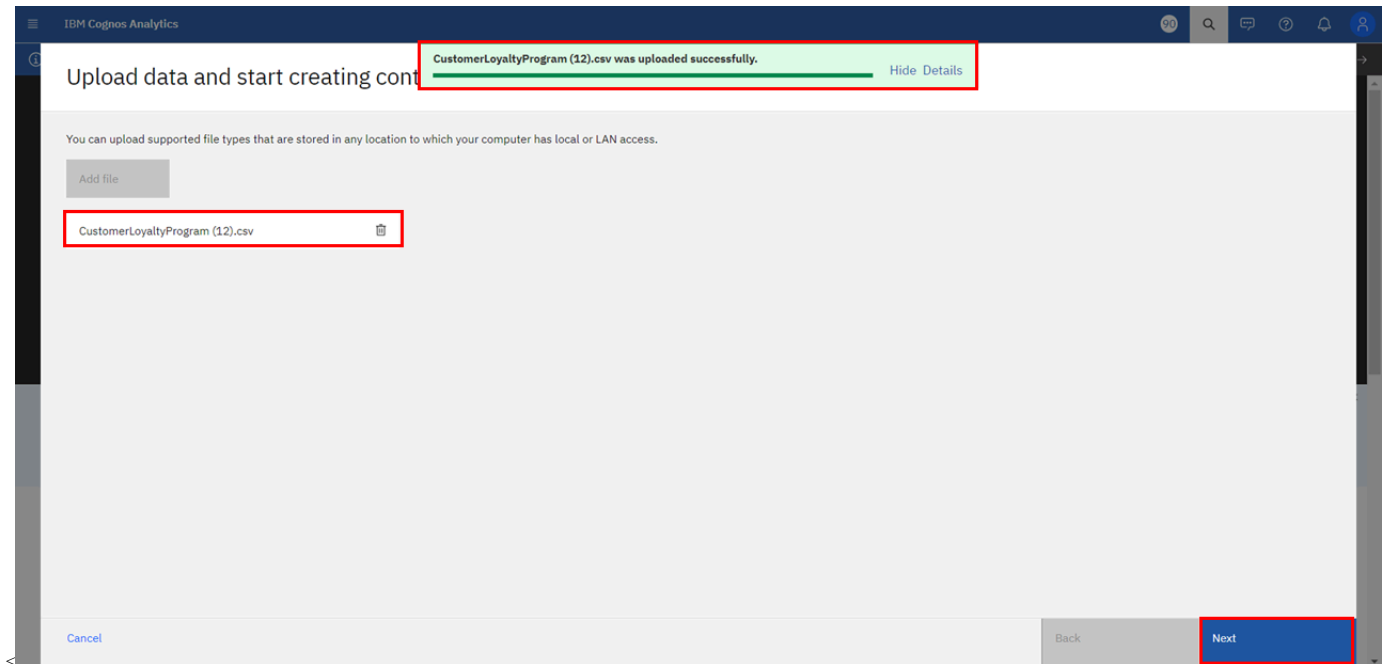 IBM Cognos Analytics
90
CustomerLoyaltyProgram (12).csv was uploaded successfully.
Hide Details
Upload data and start creating cont
You can upload supported file types that are stored in any location to which your computer has local or LAN access.
Add file
CustomerLoyaltyProgram (12).csv
Cancel
Back
Next
<